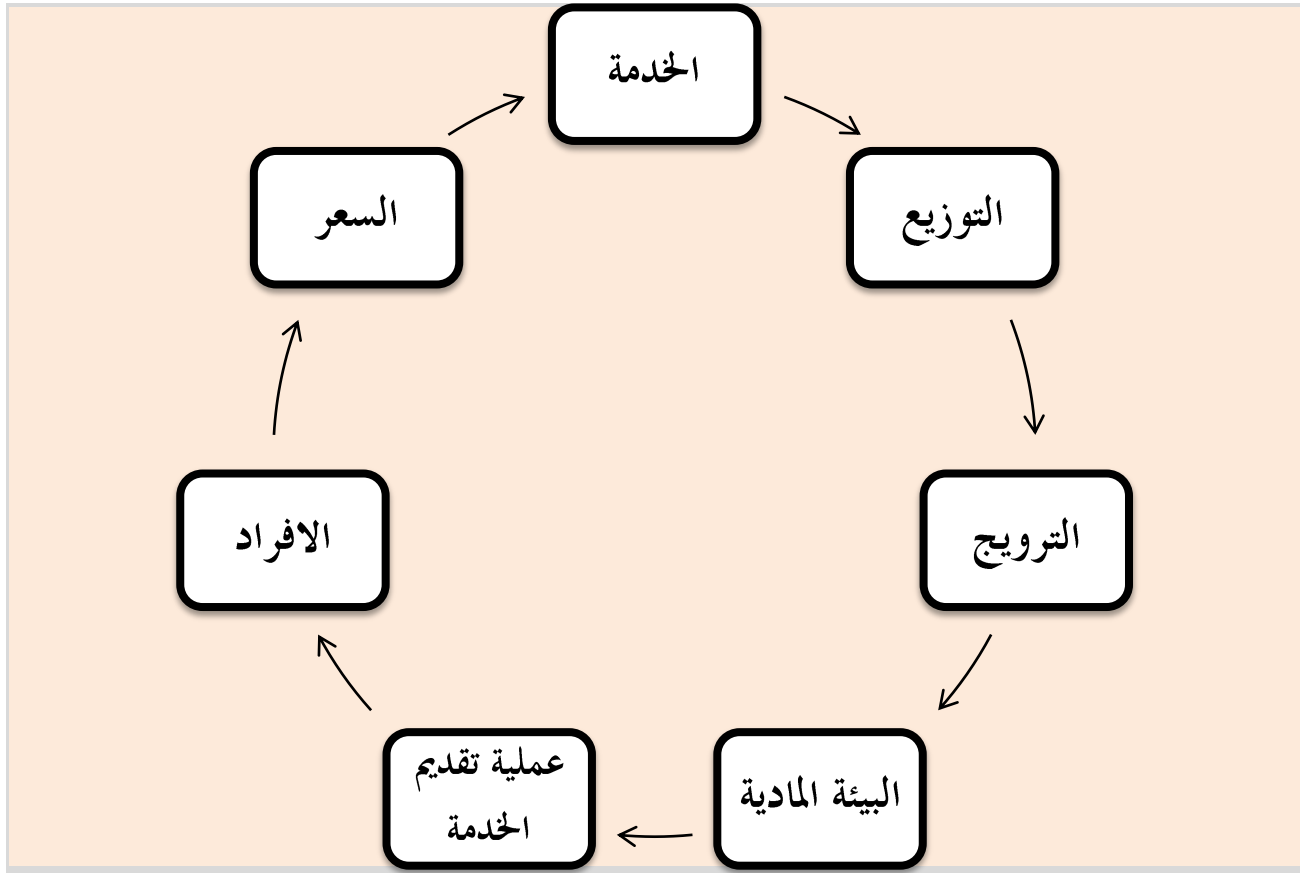 الخدمة
التوزيع
الترويج
البيئة المادية
عملية تقديم
الخدمة
الافراد
السعر